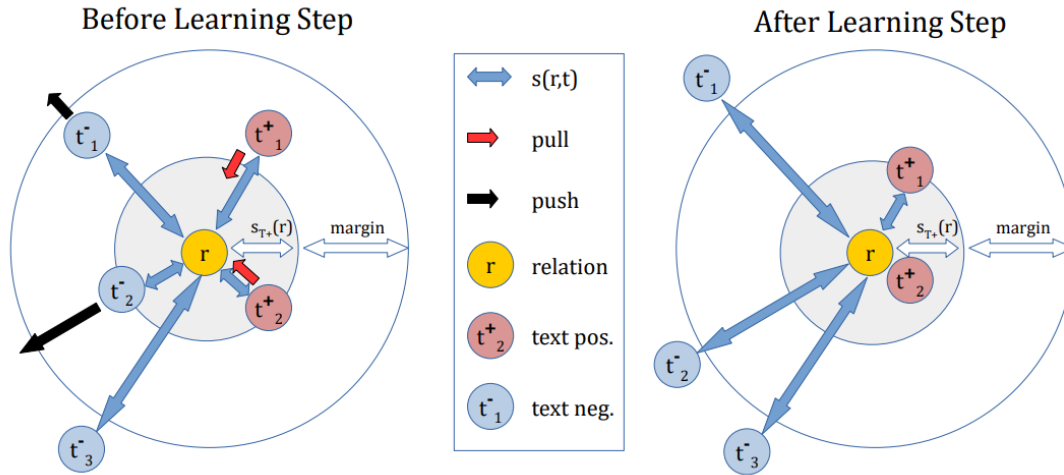 Before Learning Step
t⁻₁
t⁺₁
s_T+(r)
margin
r
t⁻₂
t⁺₂
t⁻₃
s(r,t)
pull
push
r relation
t⁺₂ text pos.
t⁻₁ text neg.
After Learning Step
t⁻₁
t⁺₁
s_T+(r)
margin
r
t⁺₂
t⁻₂
t⁻₃